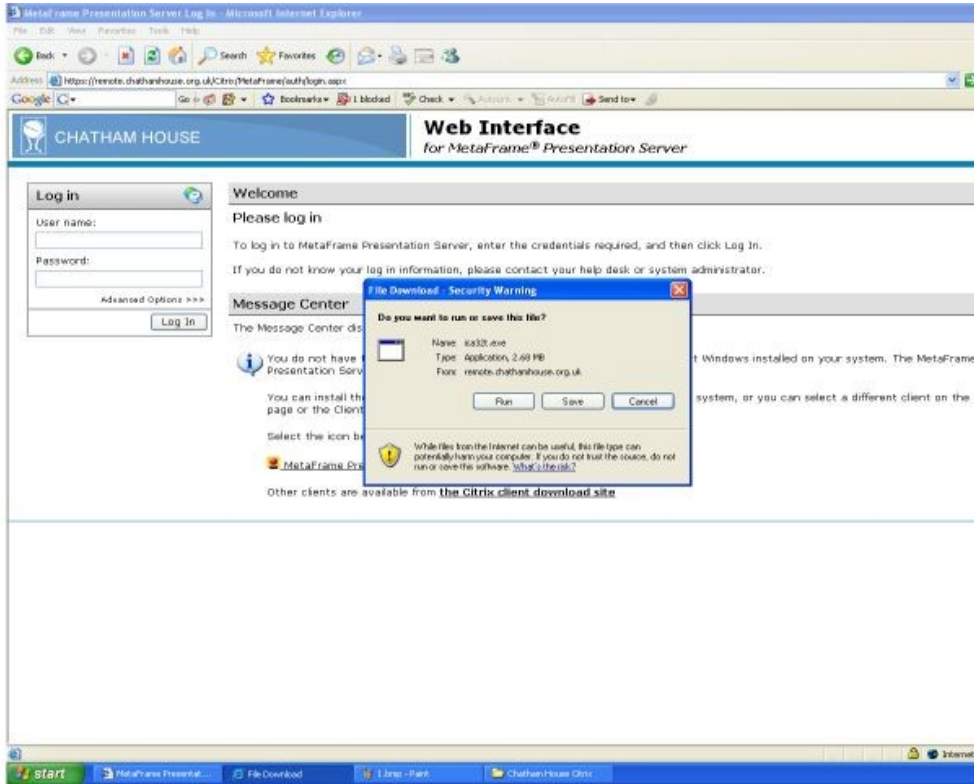 MetaFrame Presentation Server Log In - Microsoft Internet Explorer
File Edit View Favorites Tools Help
Back Search Favorites
Address https://remote.chathamhouse.org.uk/Citrix/MetaFrame/auth/login.aspx
Google G Go Bookmarks 1 blocked Check AutoLink AutoFill Send to
CHATHAM HOUSE
Web Interface
for MetaFrame® Presentation Server
Log in
User name:
Password:
Advanced Options >>>
Log In
Welcome
Please log in
To log in to MetaFrame Presentation Server, enter the credentials required, and then click Log In.
If you do not know your log in information, please contact your help desk or system administrator.
Message Center
The Message Center dis
You do not have t Windows installed on your system. The MetaFrame
Presentation Serv
You can install th system, or you can select a different client on the
page or the Client
Select the icon be
MetaFrame Pre
Other clients are available from the Citrix client download site
File Download - Security Warning
Do you want to run or save this file?
Name: ica32t.exe
Type: Application, 2.68 MB
From: remote.chathamhouse.org.uk
Run Save Cancel
While files from the Internet can be useful, this file type can
potentially harm your computer. If you do not trust the source, do not
run or save this software. What's the risk?
Internet
start MetaFrame Presentat... File Download 1.bmp - Paint Chatham House Citrix